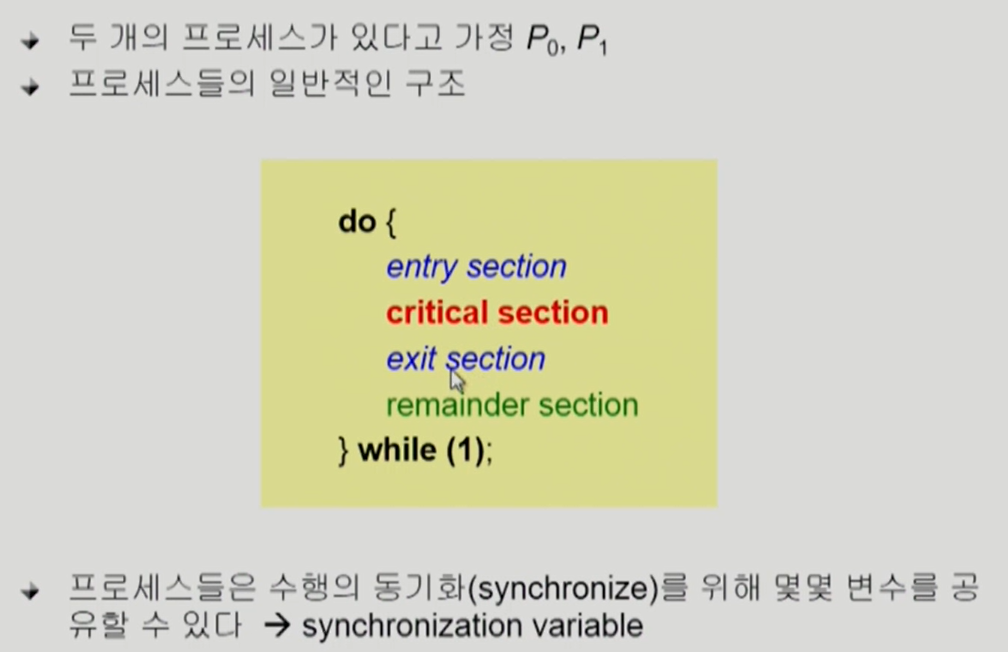 두 개의 프로세스가 있다고 가정 P0, P1
프로세스들의 일반적인 구조
do {
entry section
critical section
exit section
remainder section
} while (1);
프로세스들은 수행의 동기화(synchronize)를 위해 몇몇 변수를 공
유할 수 있다 → synchronization variable